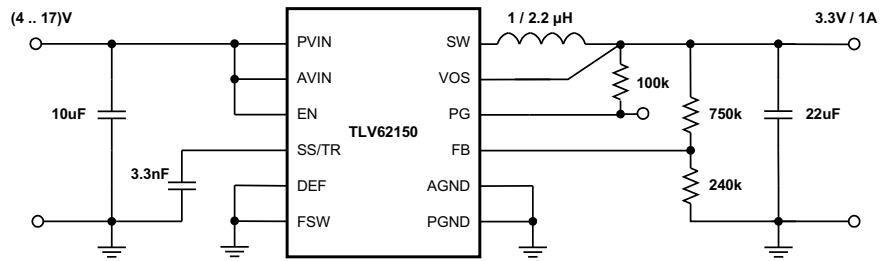 (4 .. 17)V
1 / 2.2 µH
3.3V / 1A
PVIN
SW
AVIN
VOS
100k
10uF
EN
PG
750k
22uF
TLV62150
SS/TR
FB
3.3nF
DEF
AGND
240k
FSW
PGND